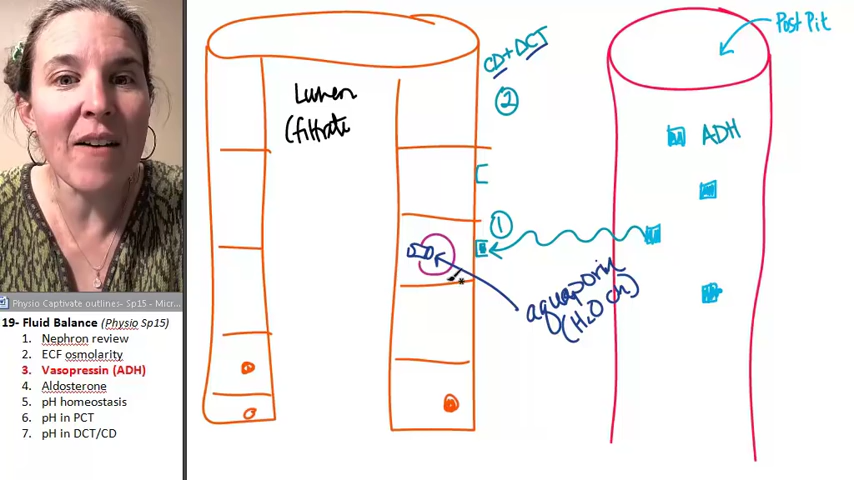 Lumen
(filtrate
CD + DCT
2
1
Post Pit
ADH
aquaporin
(H2O ch)
Physio Captivate outlines- Sp15 - Micr...
19- Fluid Balance (Physio Sp15)
1. Nephron review
2. ECF osmolarity
3. Vasopressin (ADH)
4. Aldosterone
5. pH homeostasis
6. pH in PCT
7. pH in DCT/CD